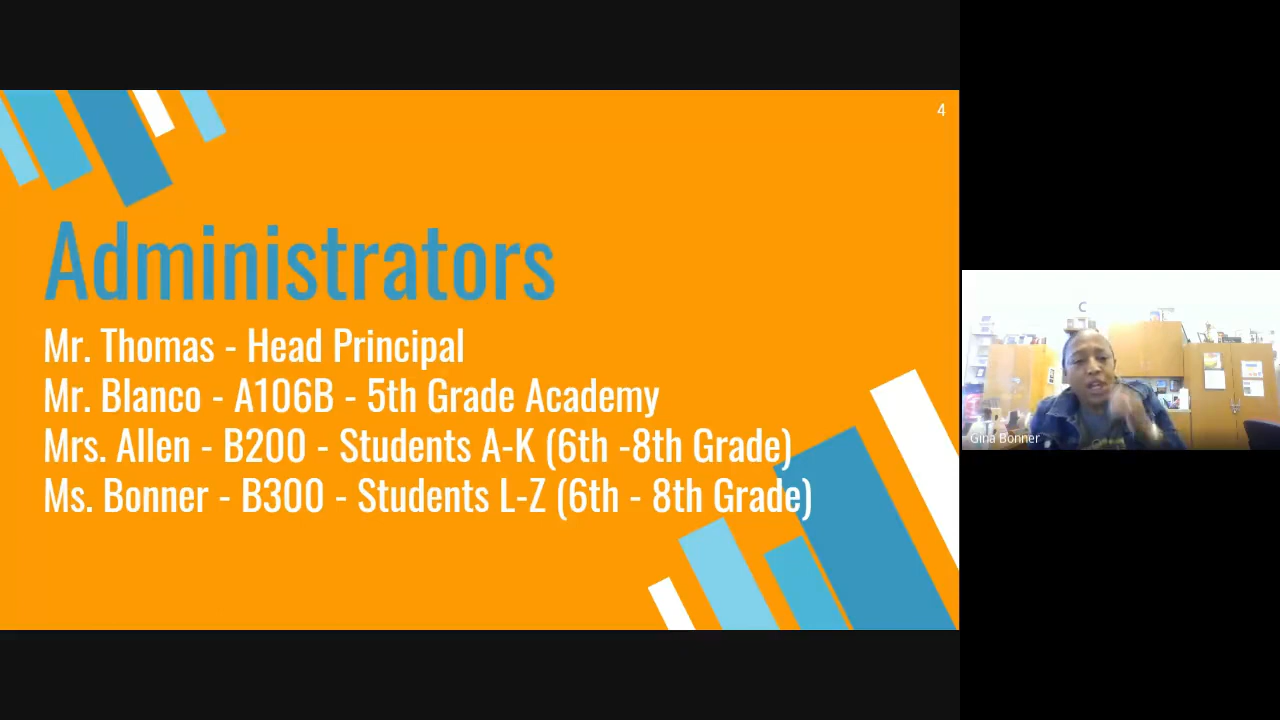 4
Administrators
Mr. Thomas - Head Principal
Mr. Blanco - A106B - 5th Grade Academy
Mrs. Allen - B200 - Students A-K (6th -8th Grade)
Ms. Bonner - B300 - Students L-Z (6th - 8th Grade)
C
Gina Bonner